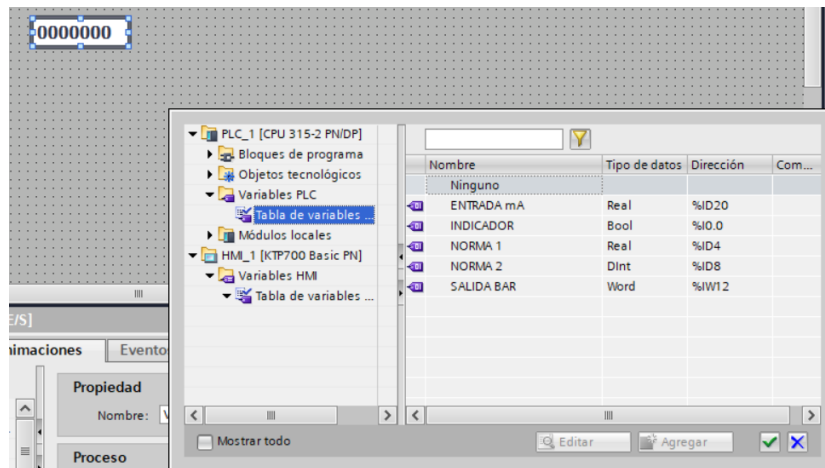 0000000
PLC_1 [CPU 315-2 PN/DP]
Bloques de programa
Objetos tecnológicos
Variables PLC
Tabla de variables ...
Módulos locales
HMI_1 [KTP700 Basic PN]
Variables HMI
Tabla de variables ...
Nombre Tipo de datos Dirección Com...
Ninguno
ENTRADA mA Real %ID20
INDICADOR Bool %I0.0
NORMA 1 Real %ID4
NORMA 2 DInt %ID8
SALIDA BAR Word %IW12
Mostrar todo
Editar
Agregar
E/S]
nimaciones
Evento
Propiedad
Nombre: V
Proceso